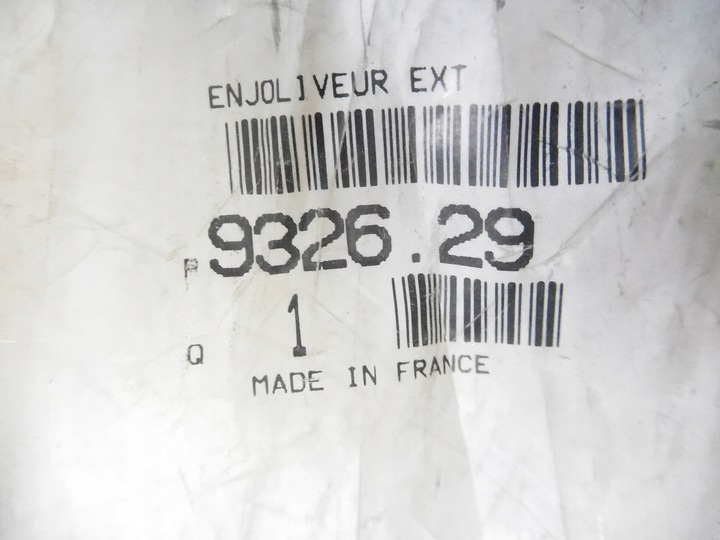 ENJOLIVEUR EXT
P 9326.29
Q 1
MADE IN FRANCE